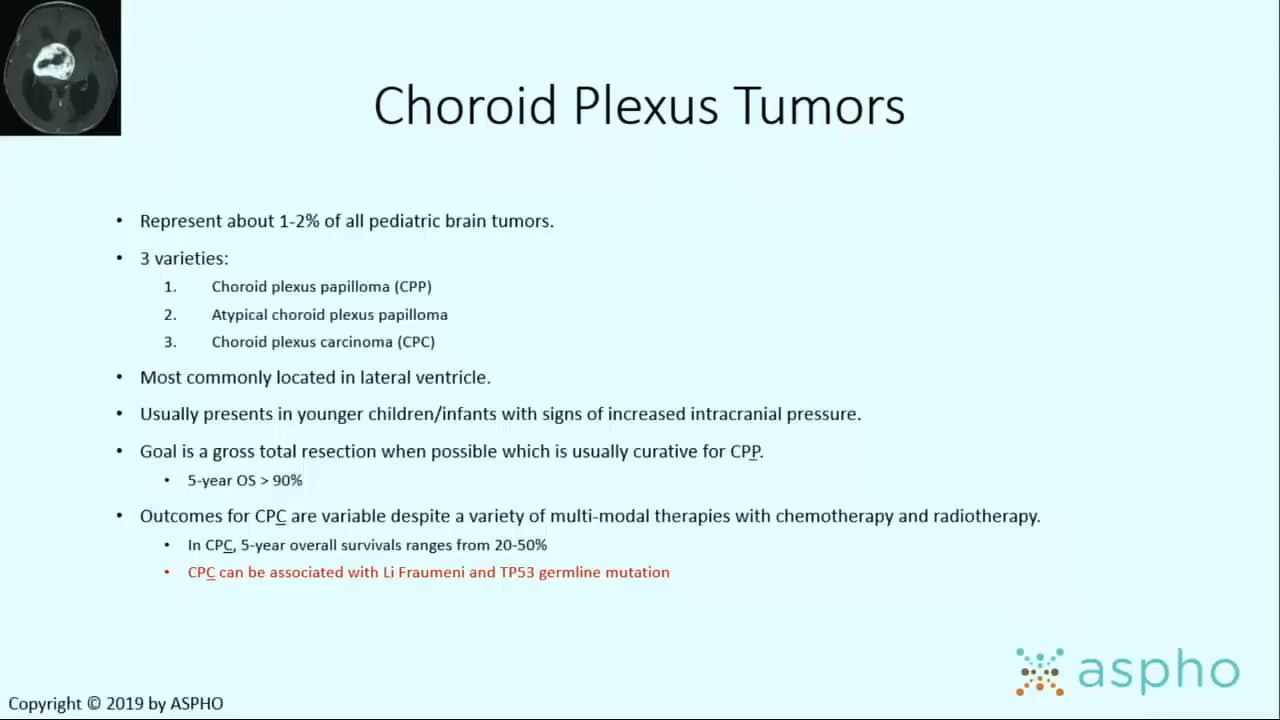 Choroid Plexus Tumors
• Represent about 1-2% of all pediatric brain tumors.
• 3 varieties:
1. Choroid plexus papilloma (CPP)
2. Atypical choroid plexus papilloma
3. Choroid plexus carcinoma (CPC)
• Most commonly located in lateral ventricle.
• Usually presents in younger children/infants with signs of increased intracranial pressure.
• Goal is a gross total resection when possible which is usually curative for CPP.
• 5-year OS > 90%
• Outcomes for CPC are variable despite a variety of multi-modal therapies with chemotherapy and radiotherapy.
• In CPC, 5-year overall survivals ranges from 20-50%
• CPC can be associated with Li Fraumeni and TP53 germline mutation
aspho
Copyright © 2019 by ASPHO